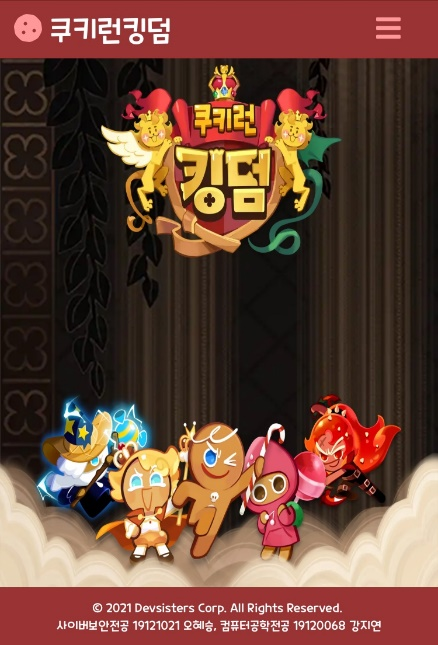 쿠키런킹덤
쿠키런
킹덤
© 2021 Devsisters Corp. All Rights Reserved.
사이버보안전공 19121021 오혜승, 컴퓨터공학전공 19120068 강지연